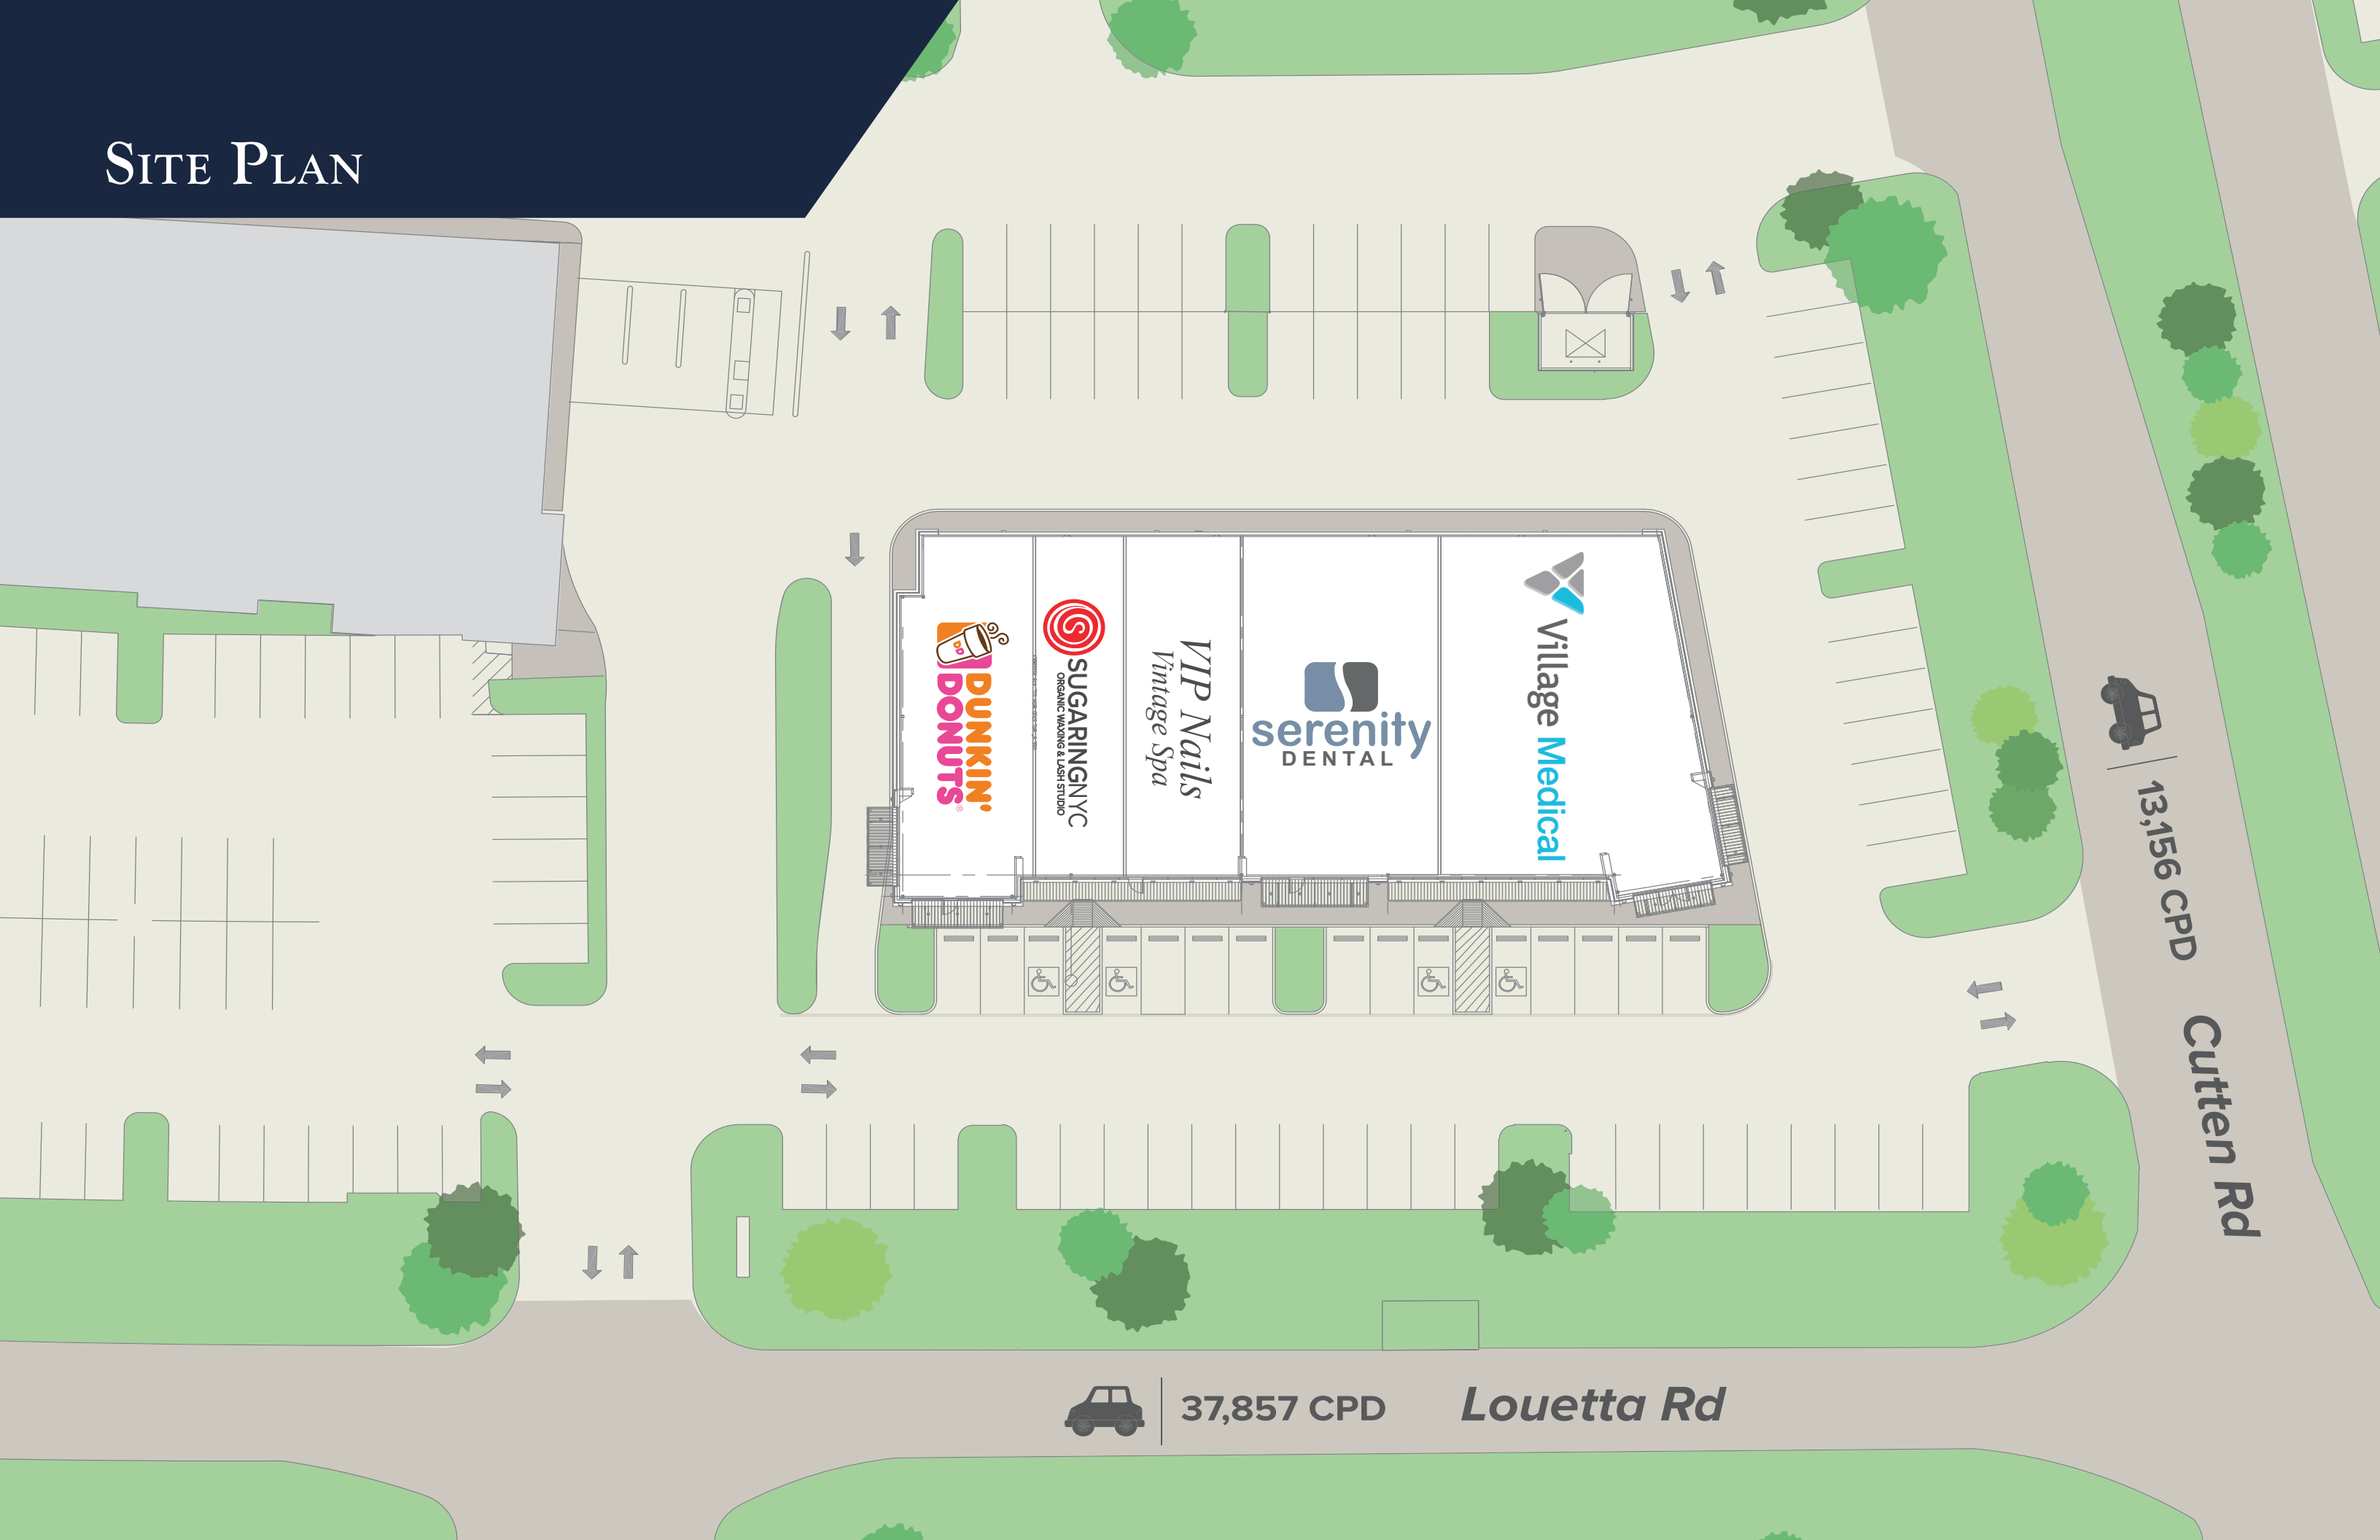 SITE PLAN
DUNKIN'
DONUTS®
DD
SUGARINGNYC
ORGANIC WAXING & LASH STUDIO
VIP Nails
Vintage Spa
serenity
DENTAL
Village Medical
13,156 CPD
Cutten Rd
37,857 CPD
Louetta Rd